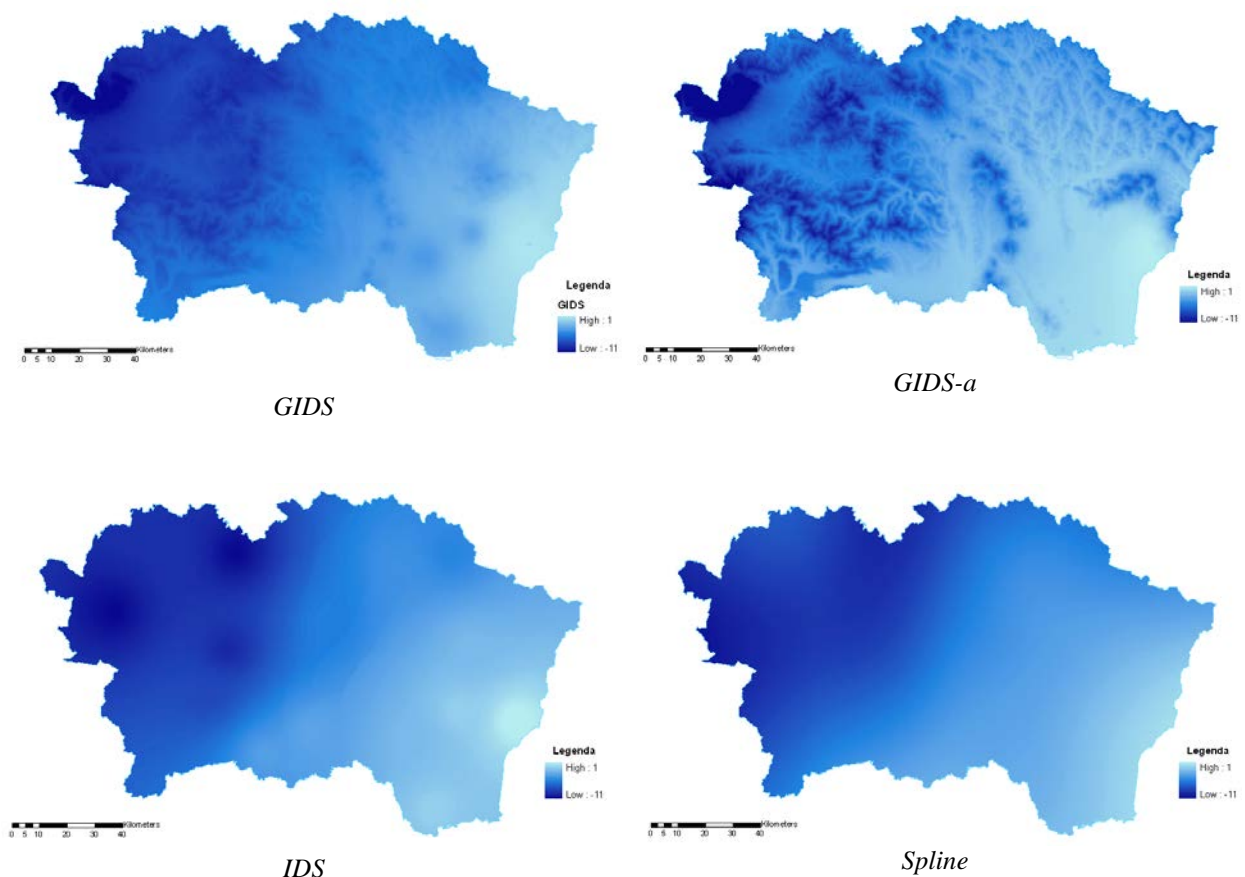 Legenda
GIDS
High : 1
Low : -11
Kilometers
0 5 10 20 30 40
GIDS
Legenda
High : 1
Low : -11
Kilometers
0 5 10 20 30 40
GIDS-a
Legenda
High : 1
Low : -11
Kilometers
0 5 10 20 30 40
IDS
Legenda
High : 1
Low : -11
Kilometers
0 5 10 20 30 40
Spline